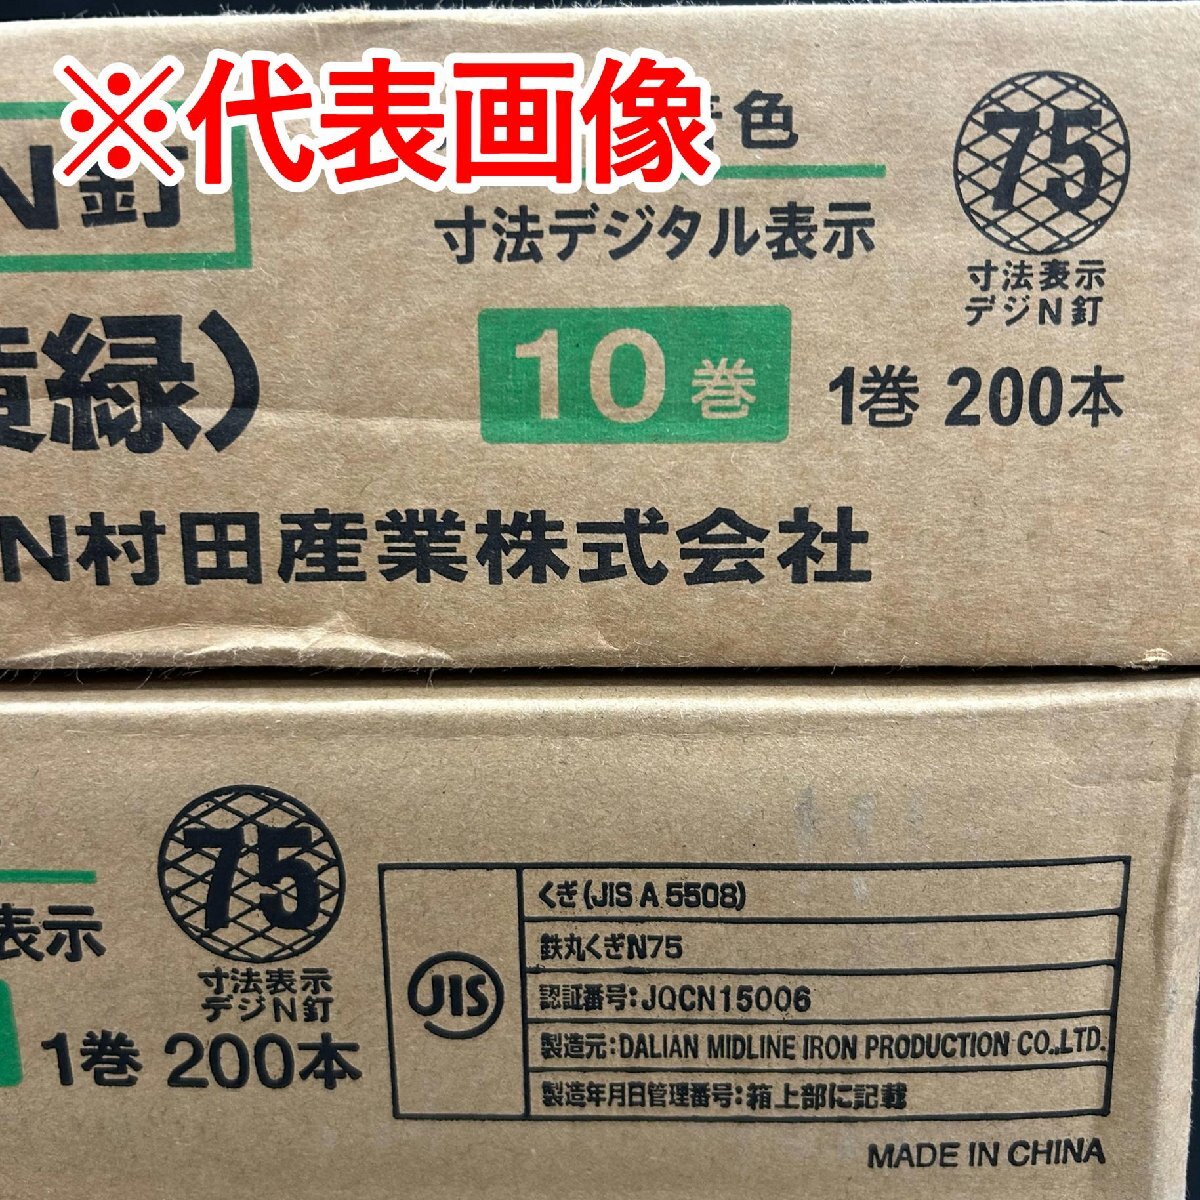 ※代表画像
N釘
色
寸法デジタル表示
75
寸法表示
デジN釘
黄緑)
10巻
1巻 200本
N村田産業株式会社
75
表示
寸法表示
デジN釘
1巻 200本
JIS
くぎ(JIS A 5508)
鉄丸くぎN75
認証番号:JQCN15006
製造元:DALIAN MIDLINE IRON PRODUCTION CO.,LTD.
製造年月日管理番号:箱上部に記載
MADE IN CHINA